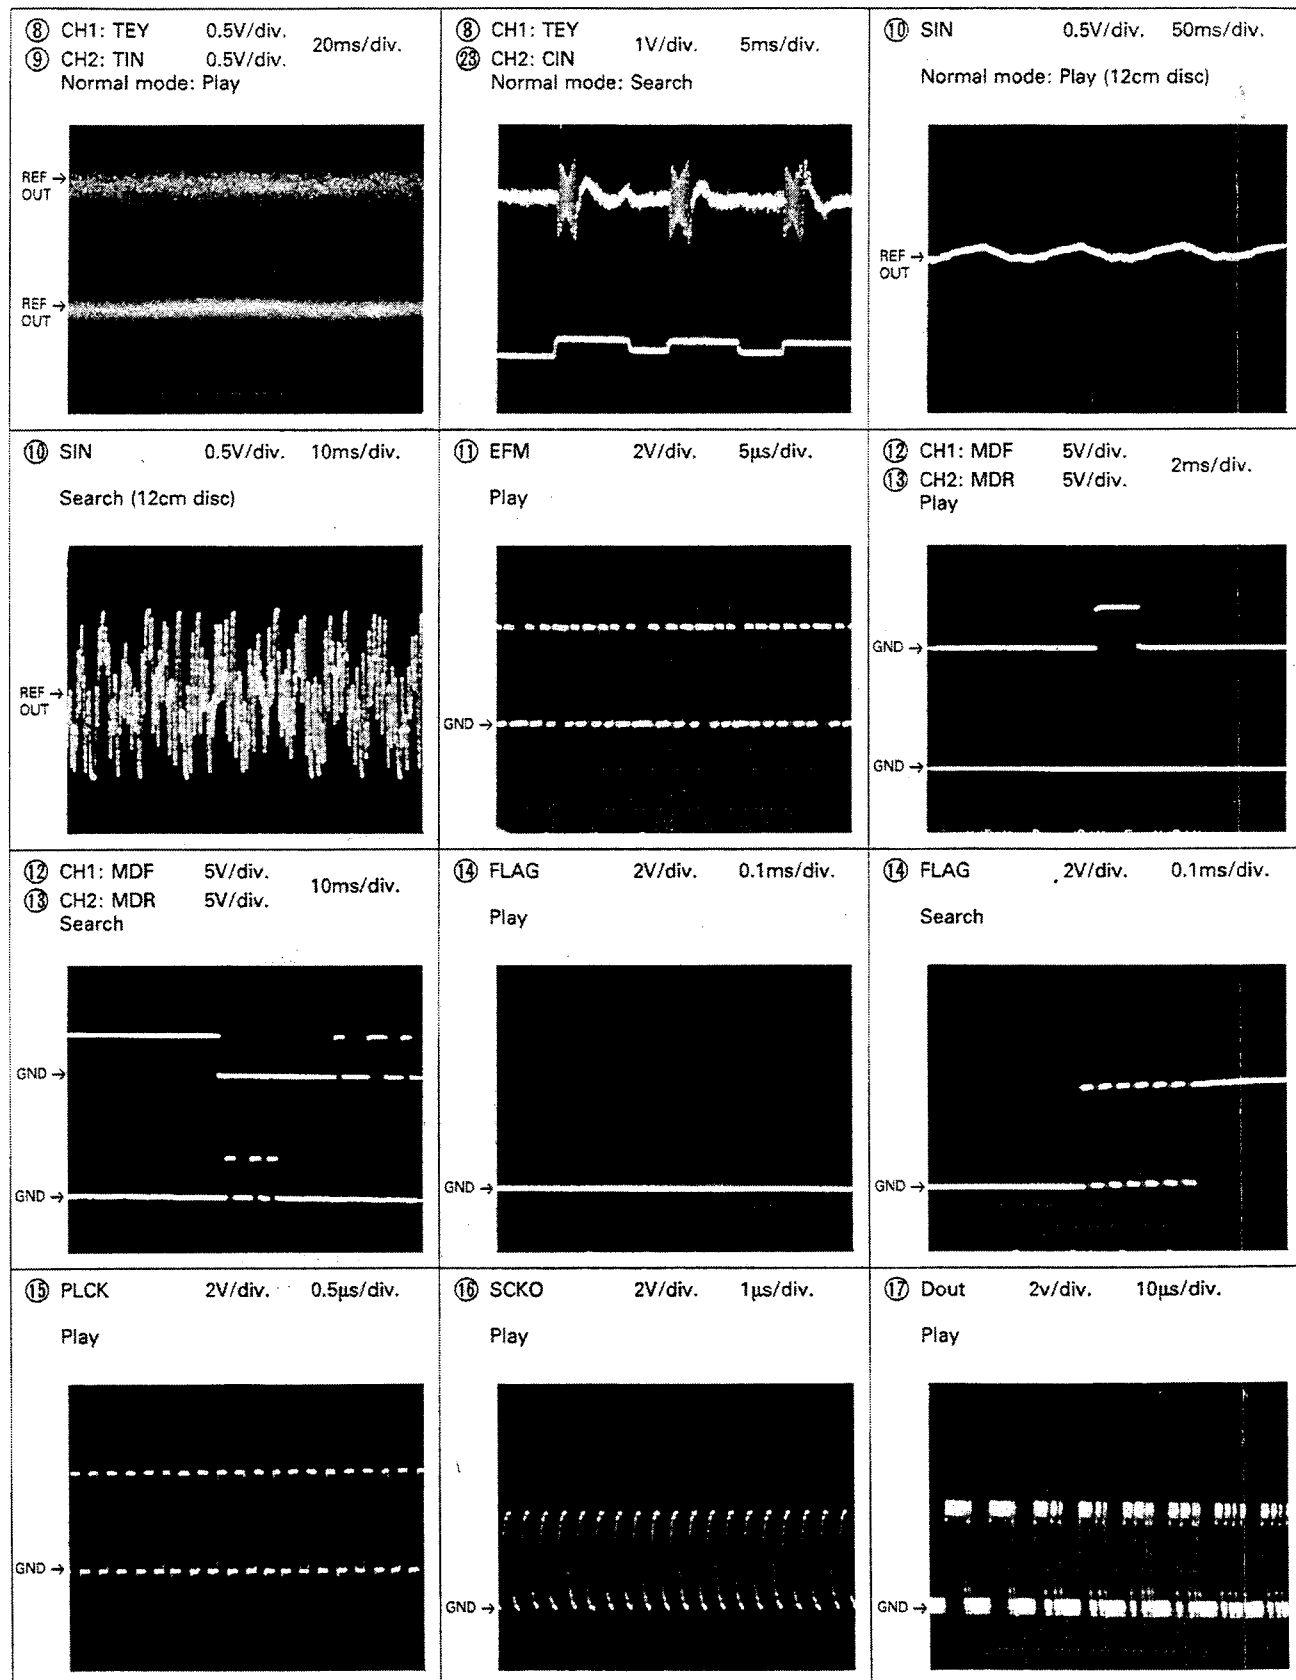 ⑧ CH1: TEY 0.5V/div. 20ms/div.
⑨ CH2: TIN 0.5V/div.
Normal mode: Play
REF →
OUT
REF →
OUT
⑧ CH1: TEY 1V/div. 5ms/div.
㉓ CH2: CIN
Normal mode: Search
⑩ SIN 0.5V/div. 50ms/div.
Normal mode: Play (12cm disc)
REF →
OUT
⑩ SIN 0.5V/div. 10ms/div.
Search (12cm disc)
REF →
OUT
⑪ EFM 2V/div. 5µs/div.
Play
GND →
⑫ CH1: MDF 5V/div. 2ms/div.
⑬ CH2: MDR 5V/div.
Play
GND →
GND →
⑫ CH1: MDF 5V/div. 10ms/div.
⑬ CH2: MDR 5V/div.
Search
GND →
GND →
⑭ FLAG 2V/div. 0.1ms/div.
Play
GND →
⑭ FLAG 2V/div. 0.1ms/div.
Search
GND →
⑮ PLCK 2V/div. 0.5µs/div.
Play
GND →
⑯ SCKO 2V/div. 1µs/div.
Play
GND →
⑰ Dout 2v/div. 10µs/div.
Play
GND →